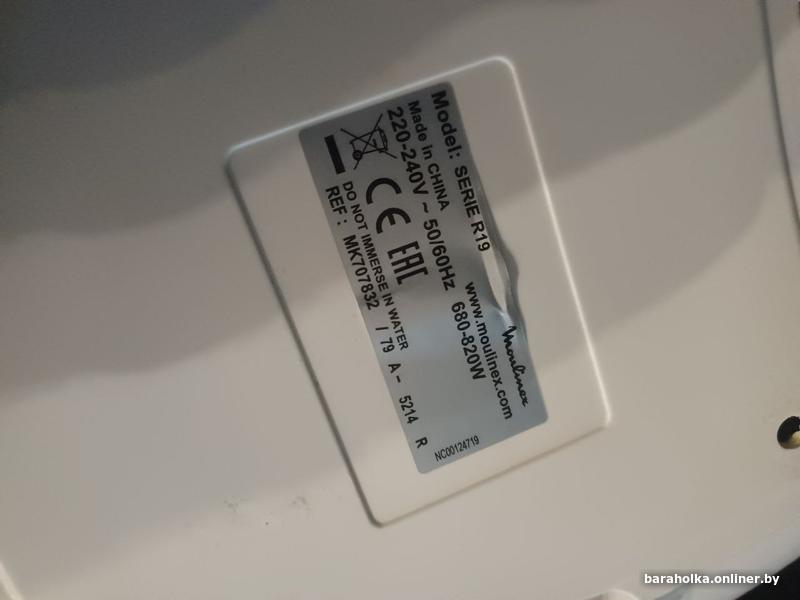 Model: SERIE R19
Moulinex
Made in CHINA
www.moulinex.com
220-240V ~ 50/60Hz 680-820W
CE EAC
DO NOT IMMERSE IN WATER
REF : MK707832 / 79 A - 5214 R
NC00124719
baraholka.onliner.by